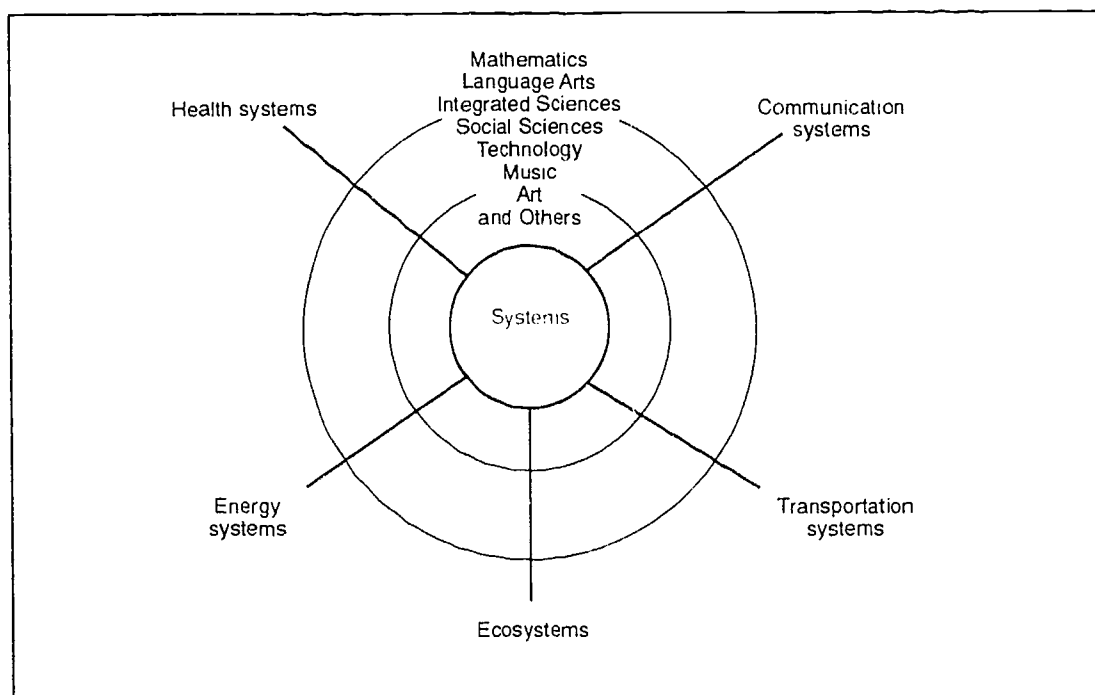 Mathematics
Language Arts
Integrated Sciences
Social Sciences
Technology
Music
Art
and Others
Health systems
Communication
systems
Systems
Energy
systems
Transportation
systems
Ecosystems